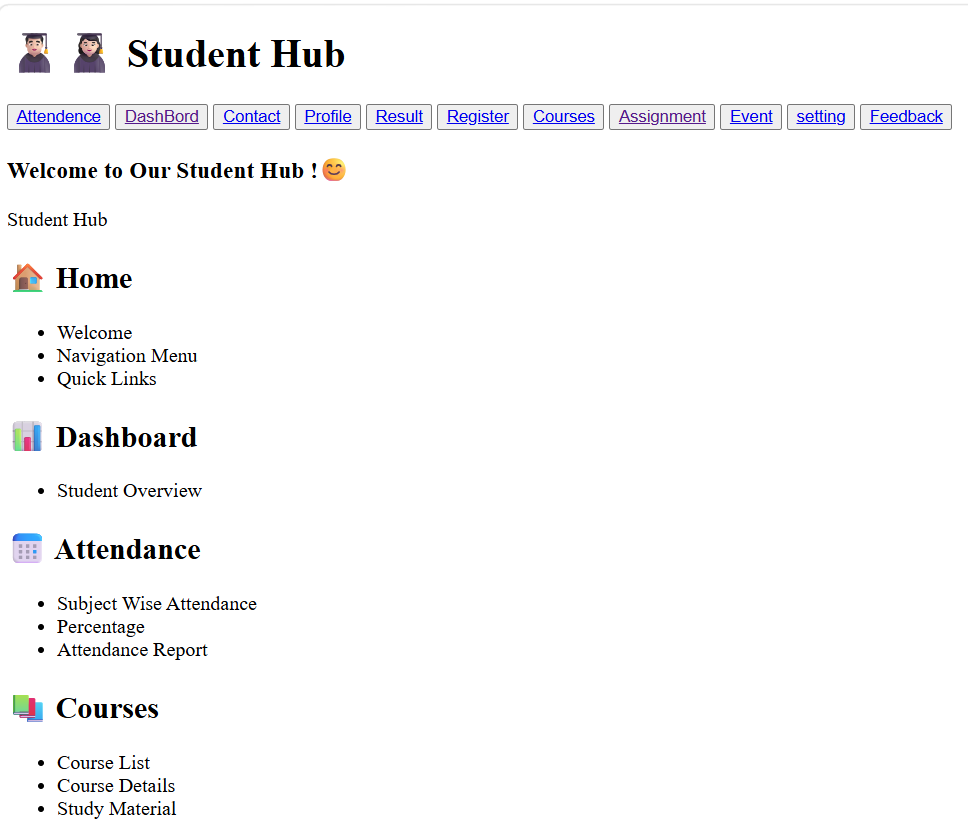 Student Hub
Attendence DashBord Contact Profile Result Register Courses Assignment Event setting Feedback
Welcome to Our Student Hub !😊
Student Hub
Home
Welcome
Navigation Menu
Quick Links
Dashboard
Student Overview
Attendance
Subject Wise Attendance
Percentage
Attendance Report
Courses
Course List
Course Details
Study Material